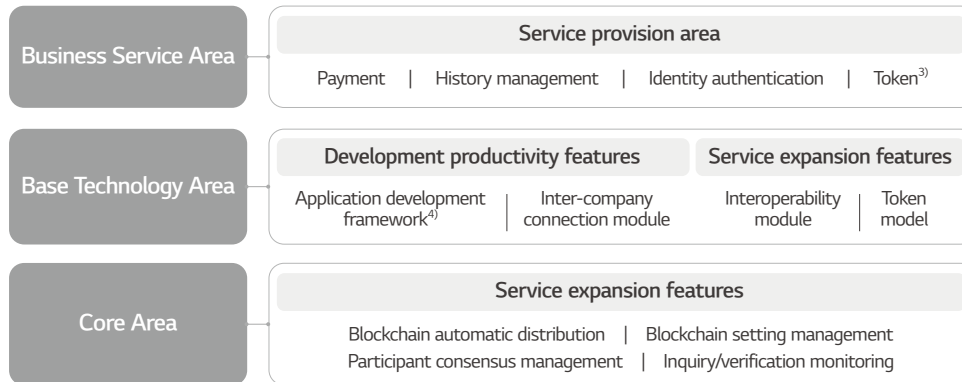 Business Service Area
Service provision area
Payment | History management | Identity authentication | Token3)
Base Technology Area
Development productivity features
Application development
framework4)
Inter-company
connection module
Service expansion features
Interoperability
module
Token
model
Core Area
Service expansion features
Blockchain automatic distribution | Blockchain setting management
Participant consensus management | Inquiry/verification monitoring